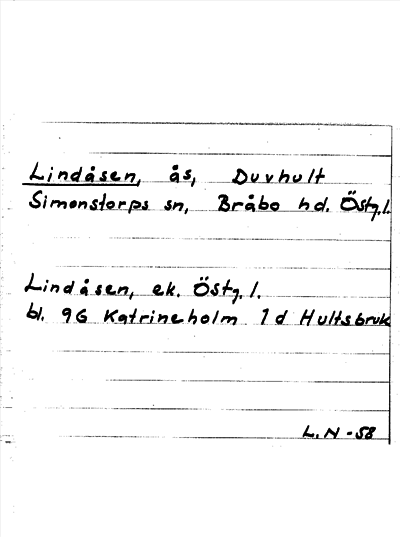 Lindåsen, ås, Duvhult
Simonstorps sn, Bråbo hd. Östg.l.
Lindåsen, ek. Östg.l.
bl. 9G Katrineholm 1d Hultsbruk
L.N-58